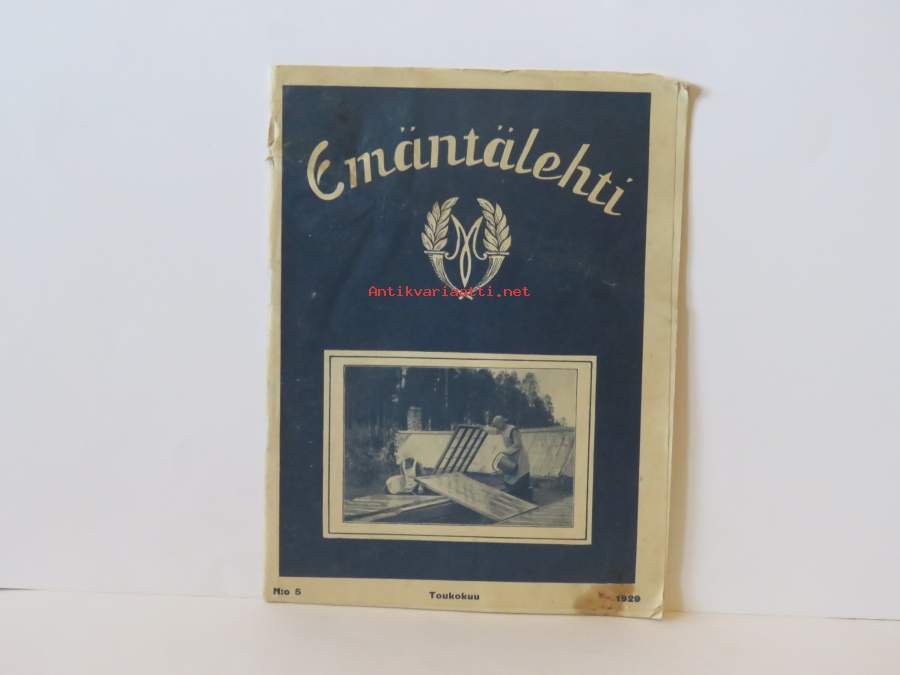 Emäntälehti
Antikvariaatti.net
N:o 5 Toukokuu 1929